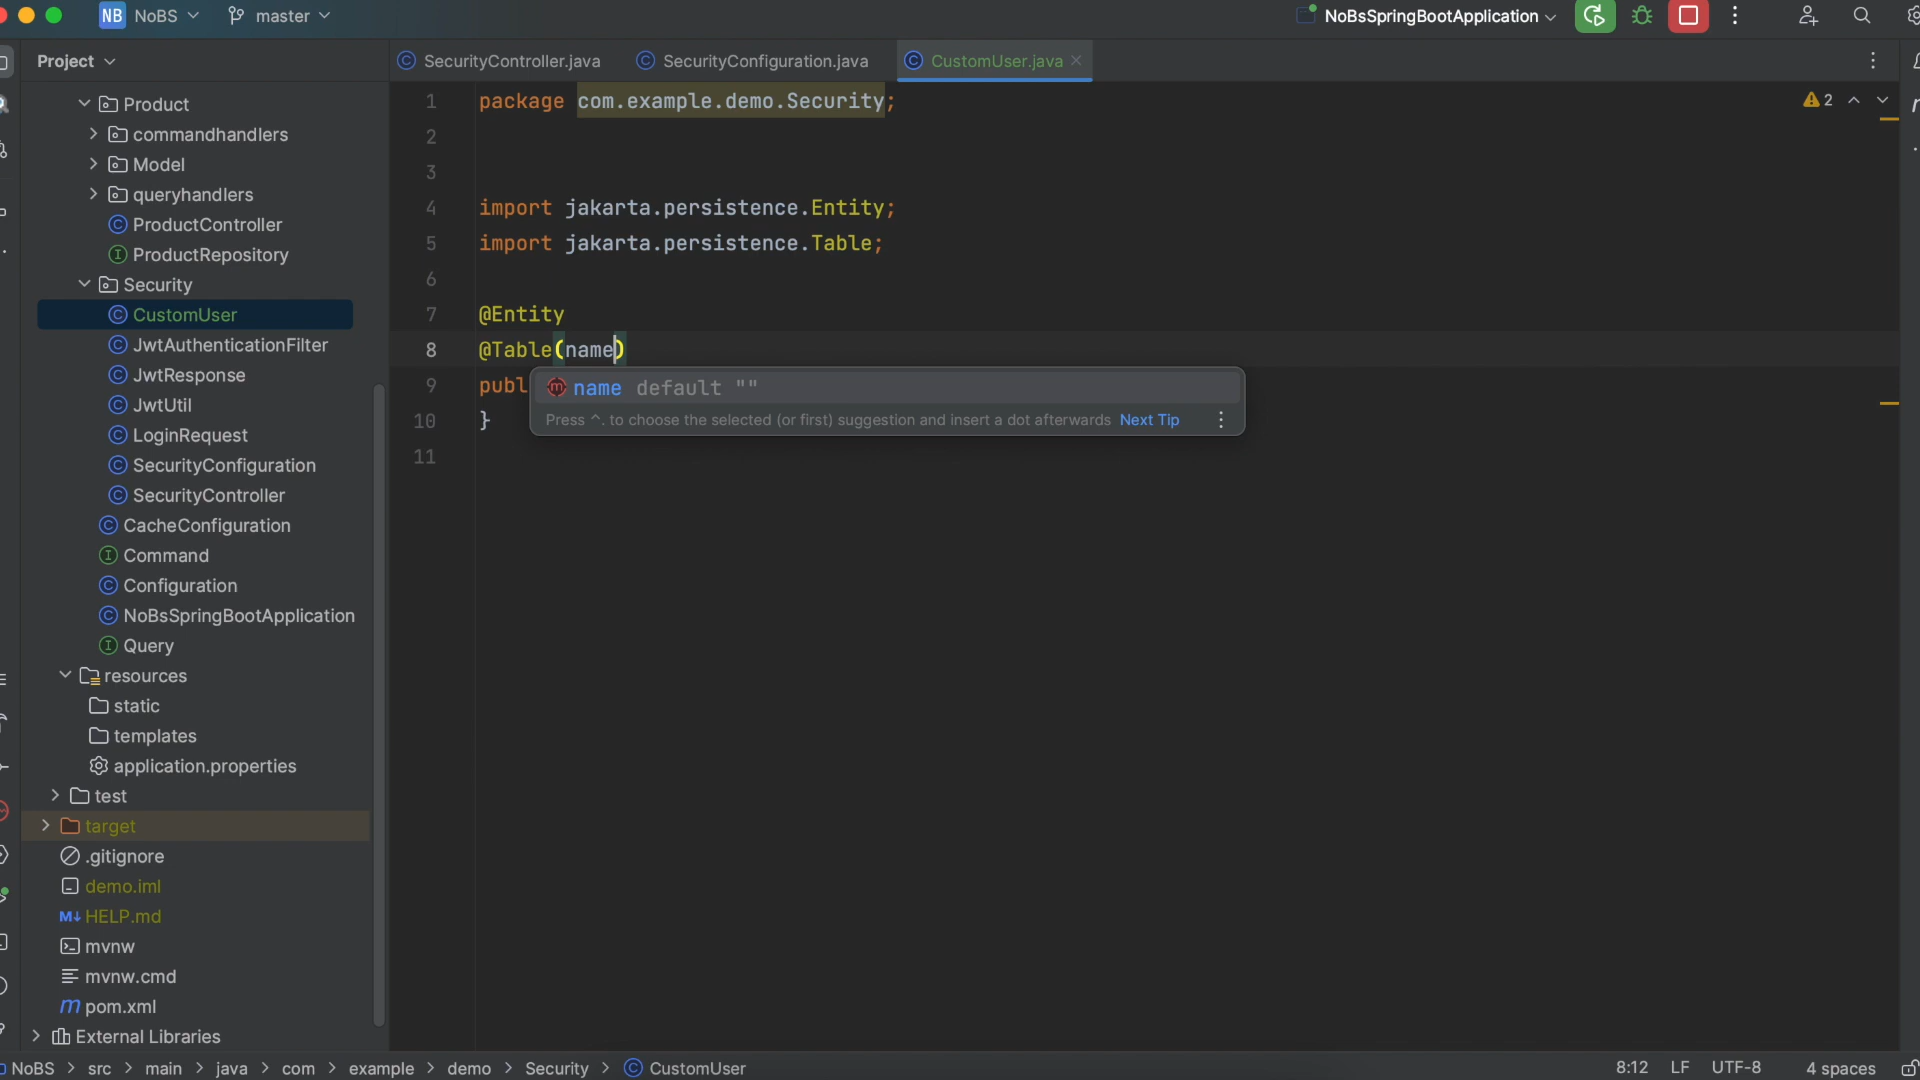 NB NoBS master NoBsSpringBootApplication
Project SecurityController.java SecurityConfiguration.java CustomUser.java
Product
commandhandlers
Model
queryhandlers
ProductController
ProductRepository
Security
CustomUser
JwtAuthenticationFilter
JwtResponse
JwtUtil
LoginRequest
SecurityConfiguration
SecurityController
CacheConfiguration
Command
Configuration
NoBsSpringBootApplication
Query
resources
static
templates
application.properties
test
target
.gitignore
demo.iml
M↓ HELP.md
mvnw
mvnw.cmd
m pom.xml
External Libraries
1 package com.example.demo.Security;
2
3
4 import jakarta.persistence.Entity;
5 import jakarta.persistence.Table;
6
7 @Entity
8 @Table(name)
9 publ
10 }
11
2
name default ""
Press ^. to choose the selected (or first) suggestion and insert a dot afterwards Next Tip
NoBS > src > main > java > com > example > demo > Security > CustomUser 8:12 LF UTF-8 4 spaces